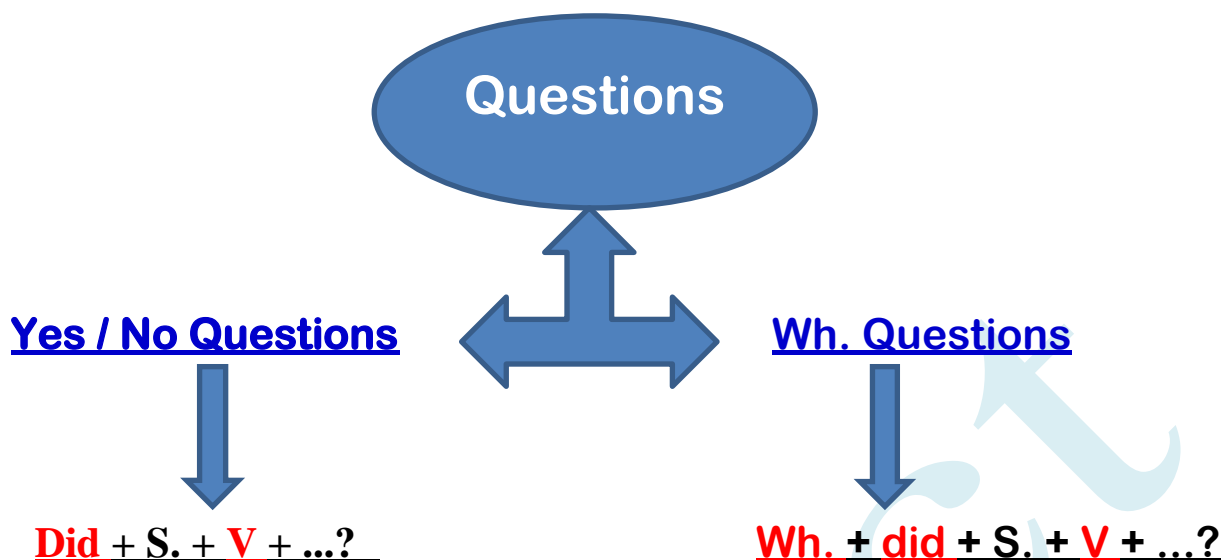 Questions
Yes / No Questions
Wh. Questions
Did + S. + V + ...?
Wh. + did + S. + V + ...?